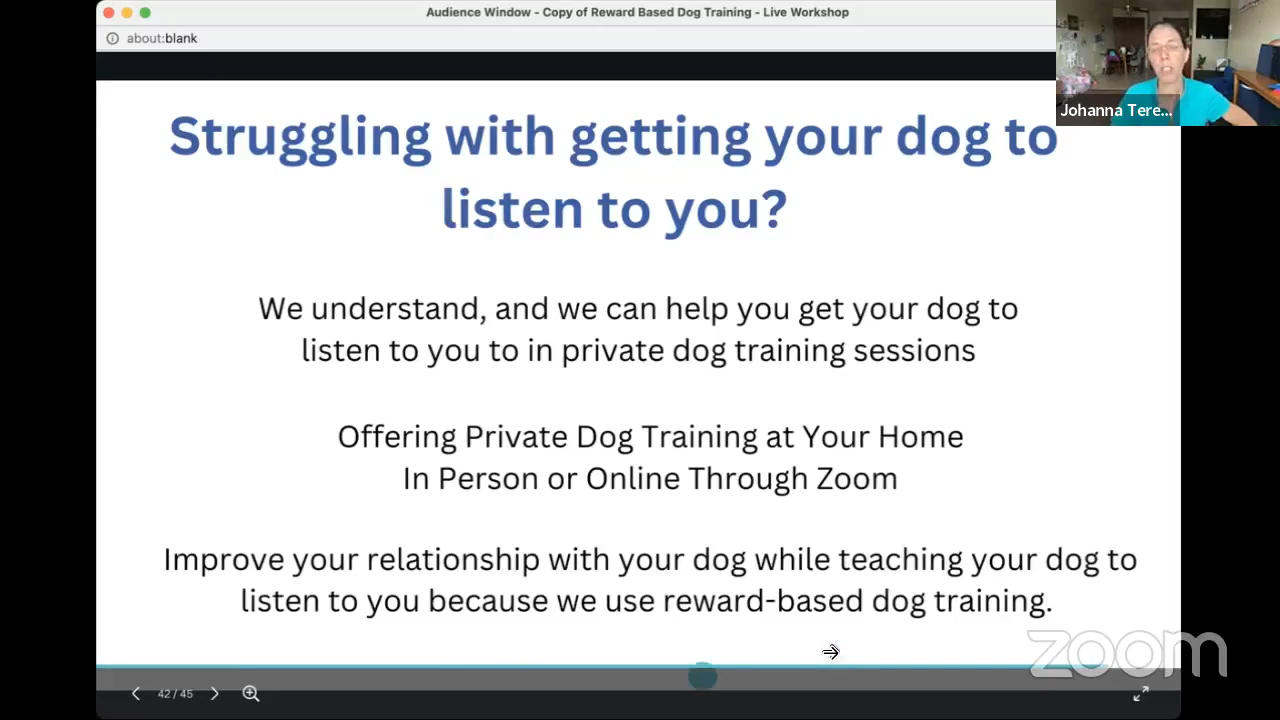 Audience Window - Copy of Reward Based Dog Training - Live Workshop
about:blank
Johanna Tere...
Struggling with getting your dog to
listen to you?
We understand, and we can help you get your dog to
listen to you to in private dog training sessions
Offering Private Dog Training at Your Home
In Person or Online Through Zoom
Improve your relationship with your dog while teaching your dog to
listen to you because we use reward-based dog training.
zoom
42 / 45